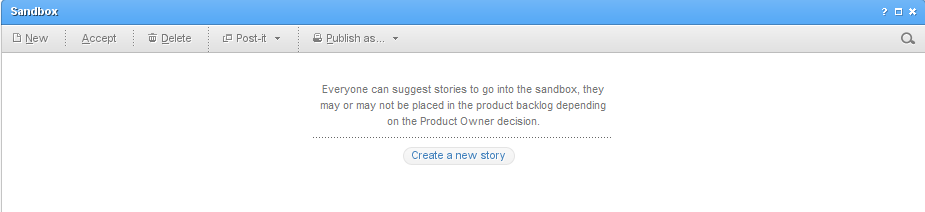 Sandbox ?
New Accept Delete Post-it Publish as...
Everyone can suggest stories to go into the sandbox, they
may or may not be placed in the product backlog depending
on the Product Owner decision.
Create a new story